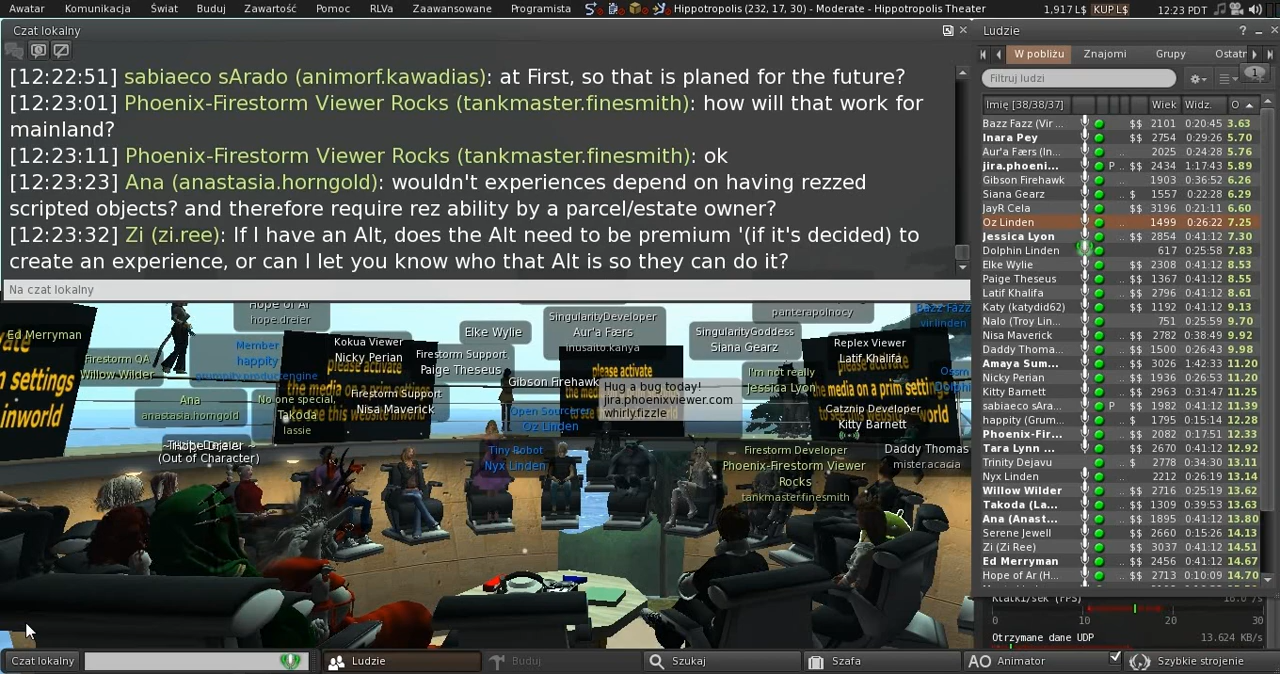 Awatar Komunikacja Świat Buduj Zawartość Pomoc RLVa Zaawansowane Programista Hippotropolis (232, 17, 30) - Moderate - Hippotropolis Theater 1,917 L$ KUP L$ 12:23 PDT
Czat lokalny
[12:22:51] sabiaeco sArado (animorf.kawadias): at First, so that is planed for the future?
[12:23:01] Phoenix-Firestorm Viewer Rocks (tankmaster.finesmith): how will that work for
mainland?
[12:23:11] Phoenix-Firestorm Viewer Rocks (tankmaster.finesmith): ok
[12:23:23] Ana (anastasia.horngold): wouldn't experiences depend on having rezzed
scripted objects? and therefore require rez ability by a parcel/estate owner?
[12:23:32] Zi (zi.ree): If I have an Alt, does the Alt need to be premium '(if it's decided) to
create an experience, or can I let you know who that Alt is so they can do it?
Na czat lokalny
Ludzie
W pobliżu Znajomi Grupy Ostatr
1
Filtruj ludzi
Imię [38/38/37] Wiek Widz. O
Bazz Fazz (Vir ... $$ 2101 0:20:45 3.63
Inara Pey $$ 2754 0:29:26 5.70
Aur'a Færs (In... .. 2025 0:24:28 5.76
jira.phoeni... P .. $$ 2434 1:17:43 5.89
Gibson Firehawk 1903 0:36:52 6.26
Siana Gearz .. $ 1557 0:22:28 6.29
JayR Cela .. $$ 3196 0:21:11 6.60
Oz Linden 1499 0:26:22 7.25
Jessica Lyon .. $$ 2854 0:41:12 7.30
Dolphin Linden 617 0:25:58 7.83
Elke Wylie .. $$ 2308 0:41:12 8.53
Paige Theseus .. $$ 1367 0:41:12 8.55
Latif Khalifa .. $$ 2796 0:41:12 8.61
Katy (katydid62) .. $$ 1192 0:41:12 9.13
Nalo (Troy Lin... 751 0:25:59 9.70
Nisa Maverick .. $$ 2782 0:38:49 9.92
Daddy Thoma... .. $$ 1500 0:26:43 9.98
Amaya Sum... .. $$ 3026 1:42:33 11.20
Nicky Perian .. $$ 1936 0:26:53 11.20
Kitty Barnett .. $$ 2963 0:31:47 11.25
sabiaeco sAra... P .. $$ 1982 0:41:12 11.39
happity (Grum... .. $ 1795 0:15:14 12.28
Phoenix-Fir... .. $$ 2082 0:17:51 12.33
Tara Lynn ... .. $$ 2670 0:41:12 12.92
Trinity Dejavu .. $ 2778 0:34:30 13.11
Nyx Linden .. 2212 0:26:19 13.14
Willow Wilder .. $$ 2716 0:25:19 13.62
Takoda (La... .. $$ 1309 0:39:53 13.63
Ana (Anast... .. $$ 1895 0:41:12 13.80
Serene Jewell .. $$ 2660 0:15:26 14.13
Zi (Zi Ree) .. $$ 3037 0:41:12 14.51
Ed Merryman .. $$ 2456 0:41:12 14.67
Hope of Ar (H... .. $$ 2713 0:10:09 14.70
Klatki/sek (FPS)
0 10 20 30
Otrzymane dane UDP 13.624 KB/s
Hope of Ar
hope dreier
SingularityDeveloper
Aur'a Færs
inusaito.kanya
panterapolnocy
Bazz Fazz
vir.linden
Ed Merryman
n settings
inworld
Firestorm QA
Willow Wilder
Member
happity
grumpity.productengine
Kokua Viewer
Nicky Perian
Elke Wylie
SingularityGoddess
Siana Gearz
Replex Viewer
Latif Khalifa
Firestorm Support
Paige Theseus
please activate
the media on a prim settings
Gibson Firehawk
Hug a bug today!
jira.phoenixviewer.com
whirly.fizzle
I'm not really
Jessica Lyon
Ana
anastasia.horngold
No one special,
Takoda
lassie
Firestorm Support
Nisa Maverick
Open Sourcerer
Oz Linden
Catznip Developer
Kitty Barnett
(Out of Character)
Tiny Robot
Nyx Linden
Firestorm Developer
Phoenix-Firestorm Viewer
Rocks
tankmaster.finesmith
Daddy Thomas
mister.acacia
Czat lokalny Ludzie Buduj Szukaj Szafa AO Animator Szybkie strojenie